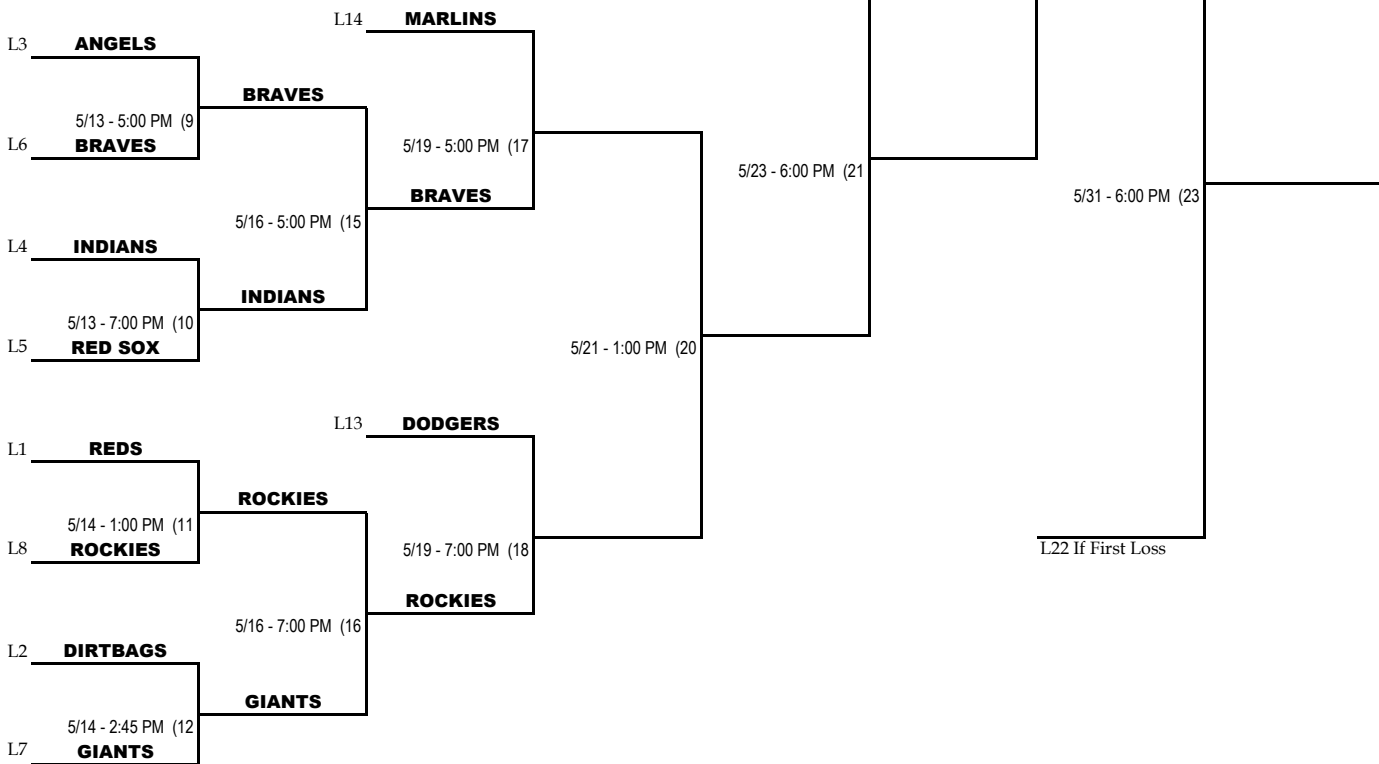 L14 MARLINS
L3 ANGELS
BRAVES
5/13 - 5:00 PM (9
L6 BRAVES
5/19 - 5:00 PM (17
5/23 - 6:00 PM (21
5/31 - 6:00 PM (23
BRAVES
5/16 - 5:00 PM (15
L4 INDIANS
INDIANS
5/13 - 7:00 PM (10
L5 RED SOX
5/21 - 1:00 PM (20
L13 DODGERS
L1 REDS
ROCKIES
5/14 - 1:00 PM (11
L8 ROCKIES
5/19 - 7:00 PM (18
L22 If First Loss
ROCKIES
5/16 - 7:00 PM (16
L2 DIRTBAGS
GIANTS
5/14 - 2:45 PM (12
L7 GIANTS